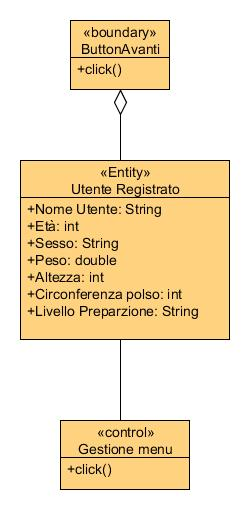 «boundary»
ButtonAvanti
+click()
«Entity»
Utente Registrato
+Nome Utente: String
+Età: int
+Sesso: String
+Peso: double
+Altezza: int
+Circonferenza polso: int
+Livello Preparzione: String
«control»
Gestione menu
+click()